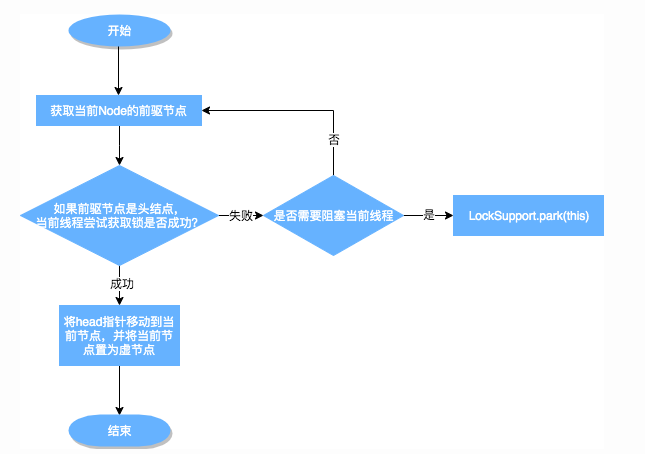 开始
获取当前Node的前驱节点
否
如果前驱节点是头结点，
当前线程尝试获取锁是否成功？
失败
是否需要阻塞当前线程
是
LockSupport.park(this)
成功
将head指针移动到当
前节点，并将当前节
点置为虚节点
结束